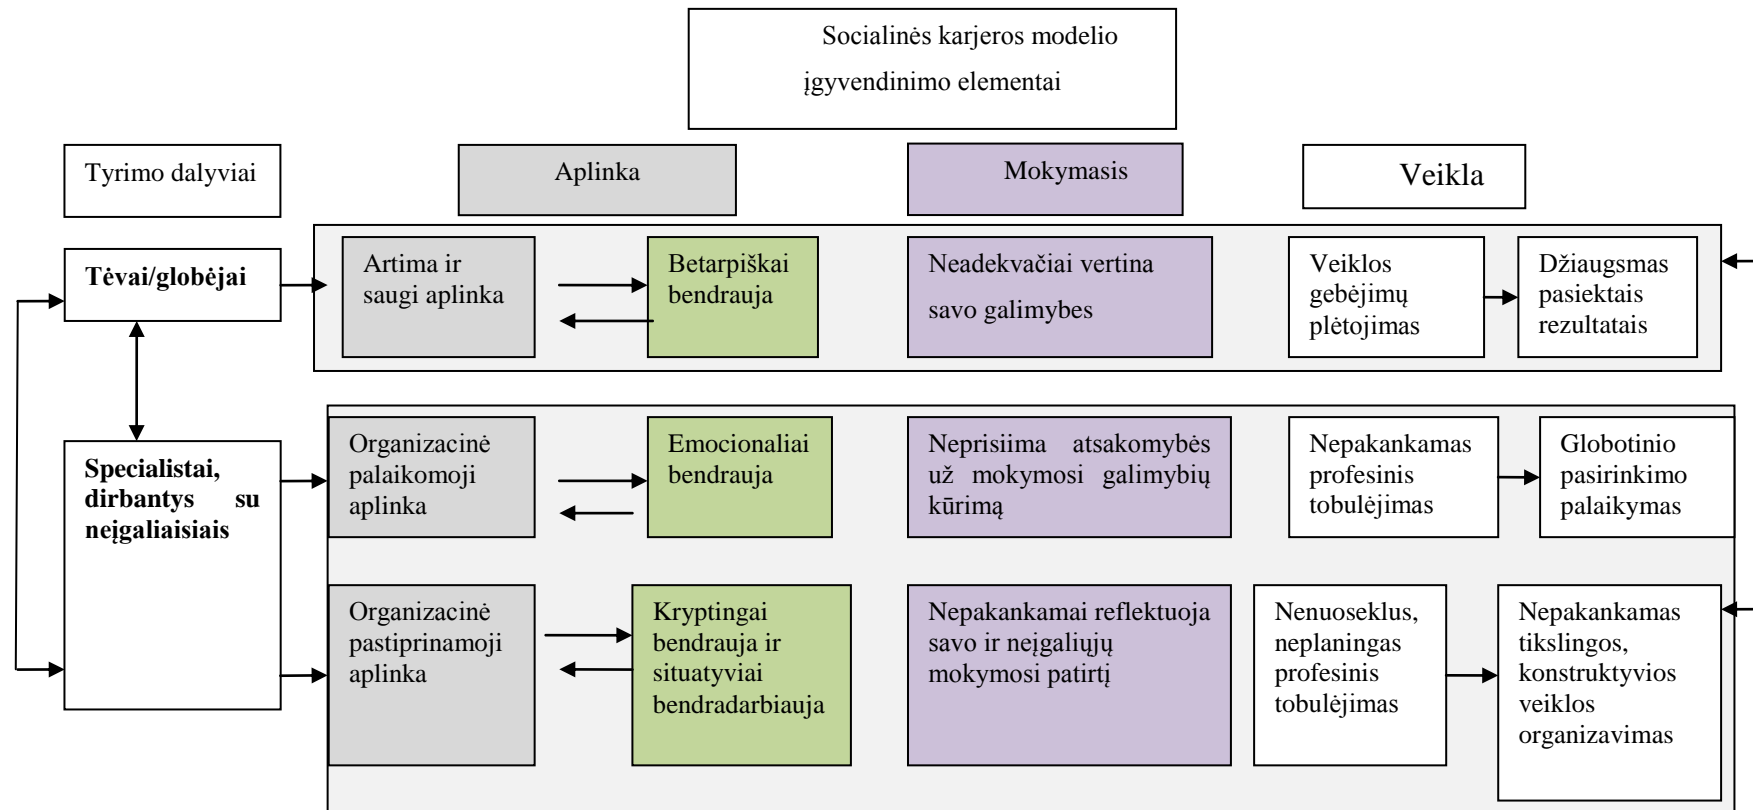 Socialinės karjeros modelio
įgyvendinimo elementai
Tyrimo dalyviai
Aplinka
Mokymasis
Veikla
Tėvai/globėjai
Artima ir
saugi aplinka
Betarpiškai
bendrauja
Neadekvačiai vertina
savo galimybes
Veiklos
gebėjimų
plėtojimas
Džiaugsmas
pasiektais
rezultatais
Specialistai,
dirbantys su
neįgaliaisiais
Organizacinė
palaikomoji
aplinka
Emocionaliai
bendrauja
Neprisiima atsakomybės
už mokymosi galimybių
kūrimą
Nepakankamas
profesinis
tobulėjimas
Globotinio
pasirinkimo
palaikymas
Organizacinė
pastiprinamoji
aplinka
Kryptingai
bendrauja ir
situatyviai
bendradarbiauja
Nepakankamai reflektuoja
savo ir neįgaliųjų
mokymosi patirtį
Nenuoseklus,
neplaningas
profesinis
tobulėjimas
Nepakankamas
tikslingos,
konstruktyvios
veiklos
organizavimas